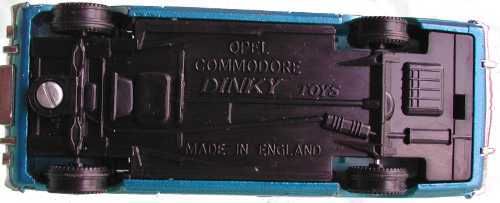 OPEL
COMMODORE
DINKY TOYS
MADE IN ENGLAND